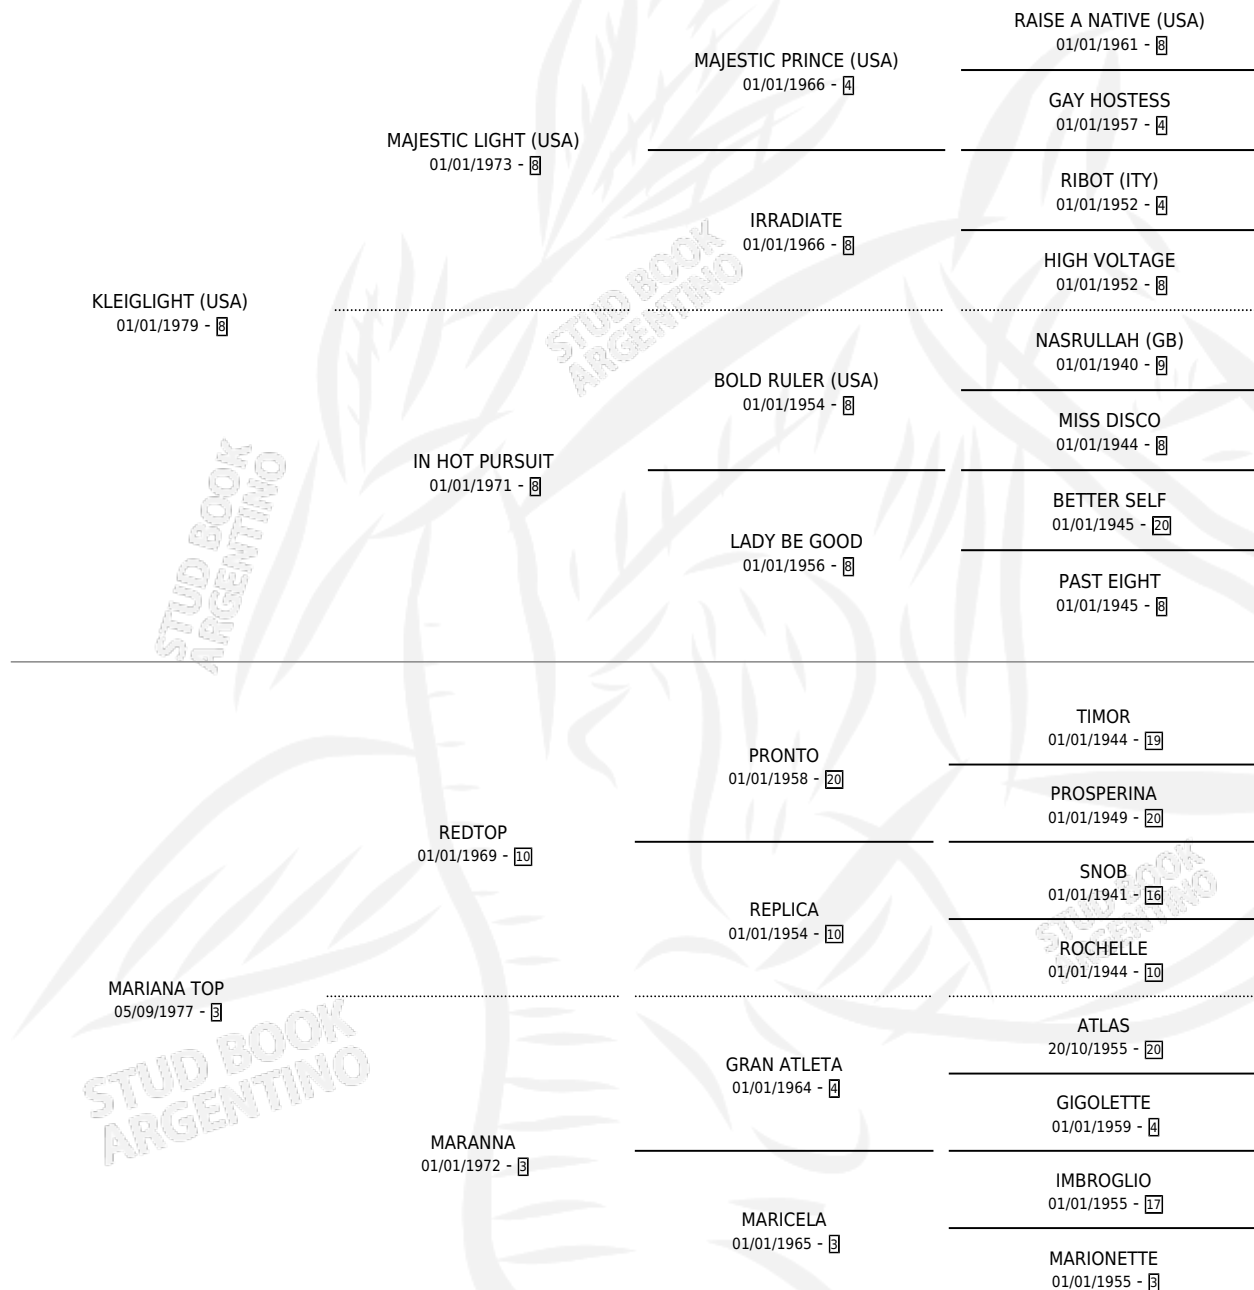 RAISE A NATIVE (USA)
01/01/1961 - 8
MAJESTIC PRINCE (USA)
01/01/1966 - 4
GAY HOSTESS
01/01/1957 - 4
MAJESTIC LIGHT (USA)
01/01/1973 - 8
RIBOT (ITY)
01/01/1952 - 4
IRRADIATE
01/01/1966 - 8
HIGH VOLTAGE
01/01/1952 - 8
KLEIGLIGHT (USA)
01/01/1979 - 8
STUD BOOK
ARGENTINO
NASRULLAH (GB)
01/01/1940 - 9
BOLD RULER (USA)
01/01/1954 - 8
MISS DISCO
01/01/1944 - 8
IN HOT PURSUIT
01/01/1971 - 8
BETTER SELF
01/01/1945 - 20
LADY BE GOOD
01/01/1956 - 8
PAST EIGHT
01/01/1945 - 8
STUD BOOK
ARGENTINO
TIMOR
01/01/1944 - 19
PRONTO
01/01/1958 - 20
PROSPERINA
01/01/1949 - 20
REDTOP
01/01/1969 - 10
SNOB
01/01/1941 - 16
REPLICA
01/01/1954 - 10
STUD BOOK
ARGENTINO
ROCHELLE
01/01/1944 - 10
MARIANA TOP
05/09/1977 - 3
STUD BOOK
ARGENTINO
ATLAS
20/10/1955 - 20
GRAN ATLETA
01/01/1964 - 4
GIGOLETTE
01/01/1959 - 4
MARANNA
01/01/1972 - 3
IMBROGLIO
01/01/1955 - 17
MARICELA
01/01/1965 - 3
MARIONETTE
01/01/1955 - 3